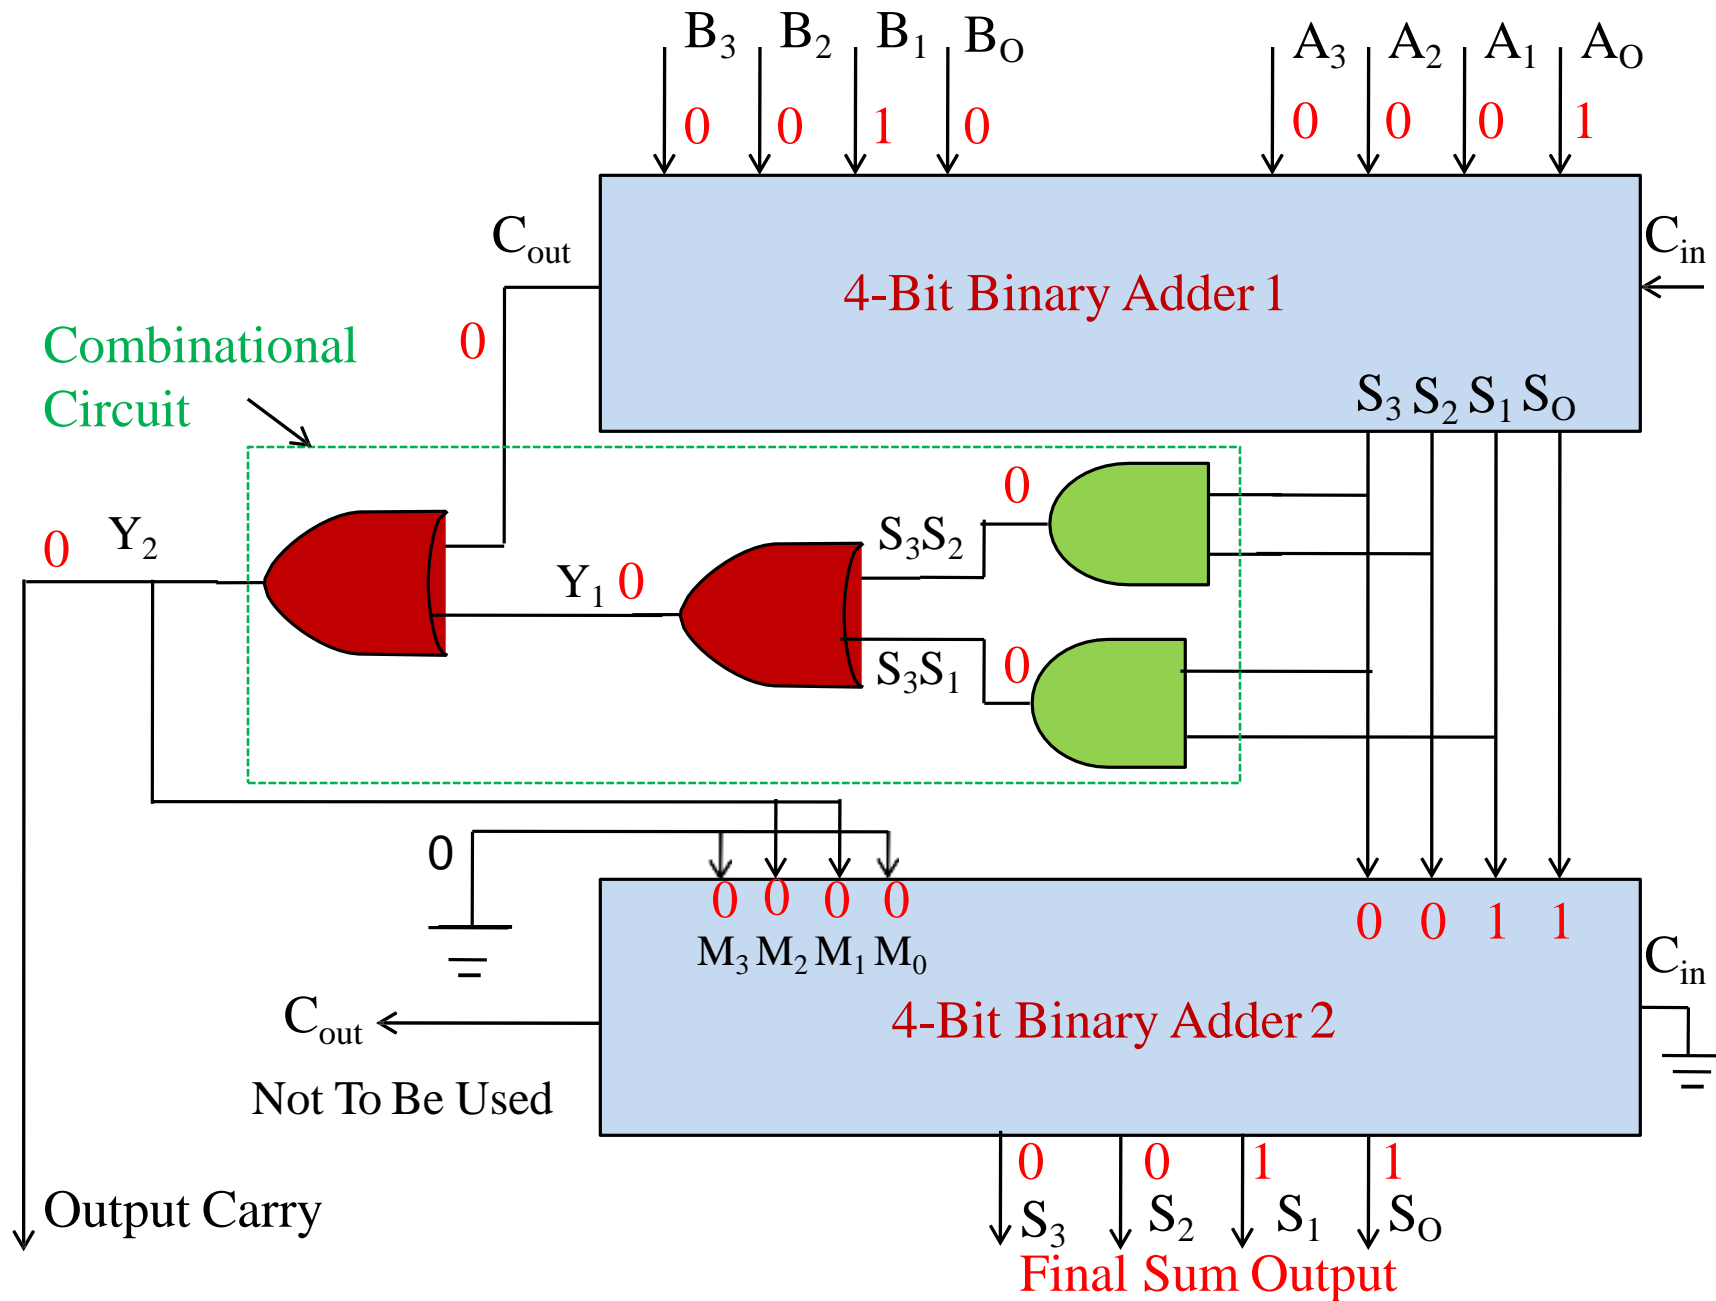 B3 B2 B1 BO A3 A2 A1 AO
0 0 1 0 0 0 0 1
Cout Cin
4-Bit Binary Adder 1
0
Combinational
Circuit
S3 S2 S1 SO
0
S3S2
Y2
0
Y1 0
0
S3S1
0
0 0 0 0 0 0 1 1
M3 M2 M1 M0
Cin
Cout
4-Bit Binary Adder 2
Not To Be Used
0 0 1 1
Output Carry
S3 S2 S1 SO
Final Sum Output